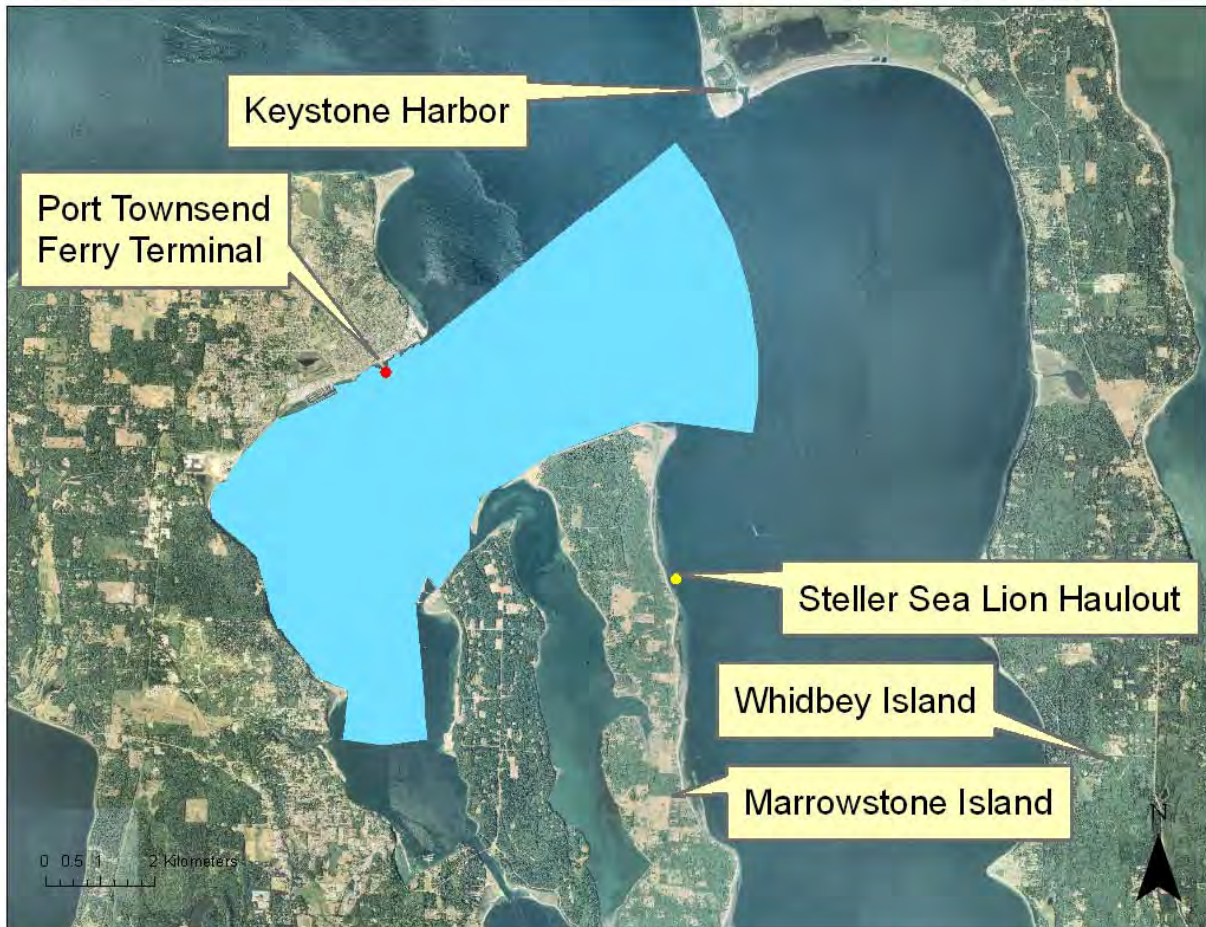 Keystone Harbor
Port Townsend
Ferry Terminal
Steller Sea Lion Haulout
Whidbey Island
Marrowstone Island
0 0.5 1 2 Kilometers
N